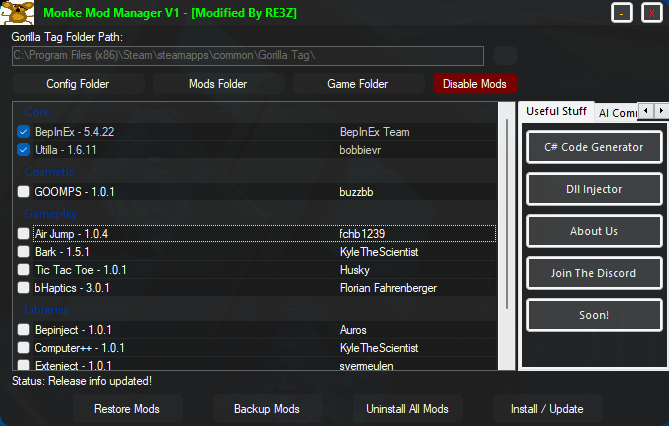 Monke Mod Manager V1 - [Modified By RE3Z]
-
X
Gorilla Tag Folder Path:
C:\Program Files (x86)\Steam\steamapps\common\Gorilla Tag\
Config Folder
Mods Folder
Game Folder
Disable Mods
Core
BepInEx - 5.4.22 BepInEx Team
Utilla - 1.6.11 bobbievr
Cosmetic
GOOMPS - 1.0.1 buzzbb
Gameplay
Air Jump - 1.0.4 fchb1239
Bark - 1.5.1 KyleTheScientist
Tic Tac Toe - 1.0.1 Husky
bHaptics - 3.0.1 Florian Fahrenberger
Libraries
Bepinject - 1.0.1 Auros
Computer++ - 1.0.1 KyleTheScientist
Extenject - 1.0.1 svermeulen
Useful Stuff
AI
C# Code Generator
Dll Injector
About Us
Join The Discord
Soon!
Status: Release info updated!
Restore Mods
Backup Mods
Uninstall All Mods
Install / Update